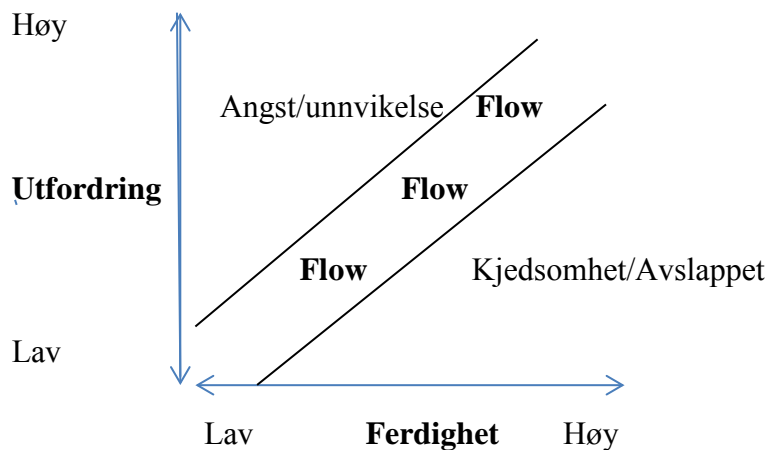 Høy
Angst/unnvikelse Flow
Utfordring Flow
Flow Kjedsomhet/Avslappet
Lav
Lav Ferdighet Høy